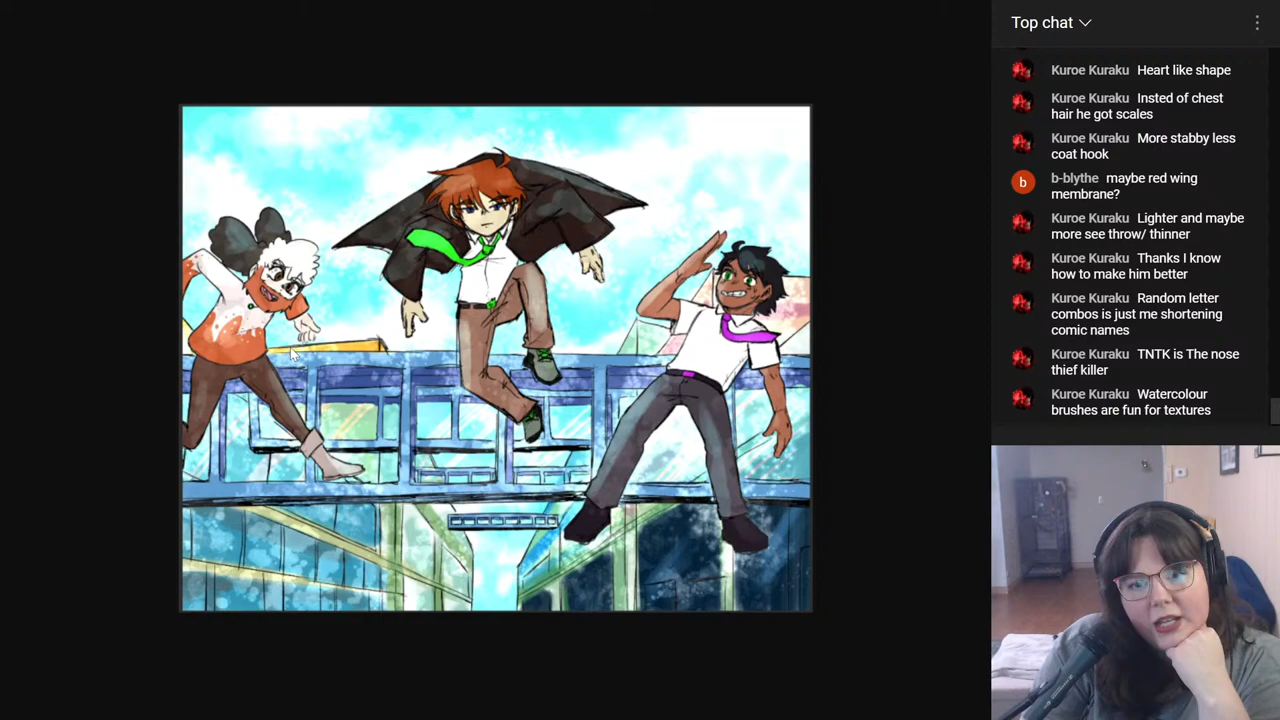 Top chat
Kuroe Kuraku Heart like shape
Kuroe Kuraku Insted of chest
hair he got scales
Kuroe Kuraku More stabby less
coat hook
b
b-blythe maybe red wing
membrane?
Kuroe Kuraku Lighter and maybe
more see throw/ thinner
Kuroe Kuraku Thanks I know
how to make him better
Kuroe Kuraku Random letter
combos is just me shortening
comic names
Kuroe Kuraku TNTK is The nose
thief killer
Kuroe Kuraku Watercolour
brushes are fun for textures